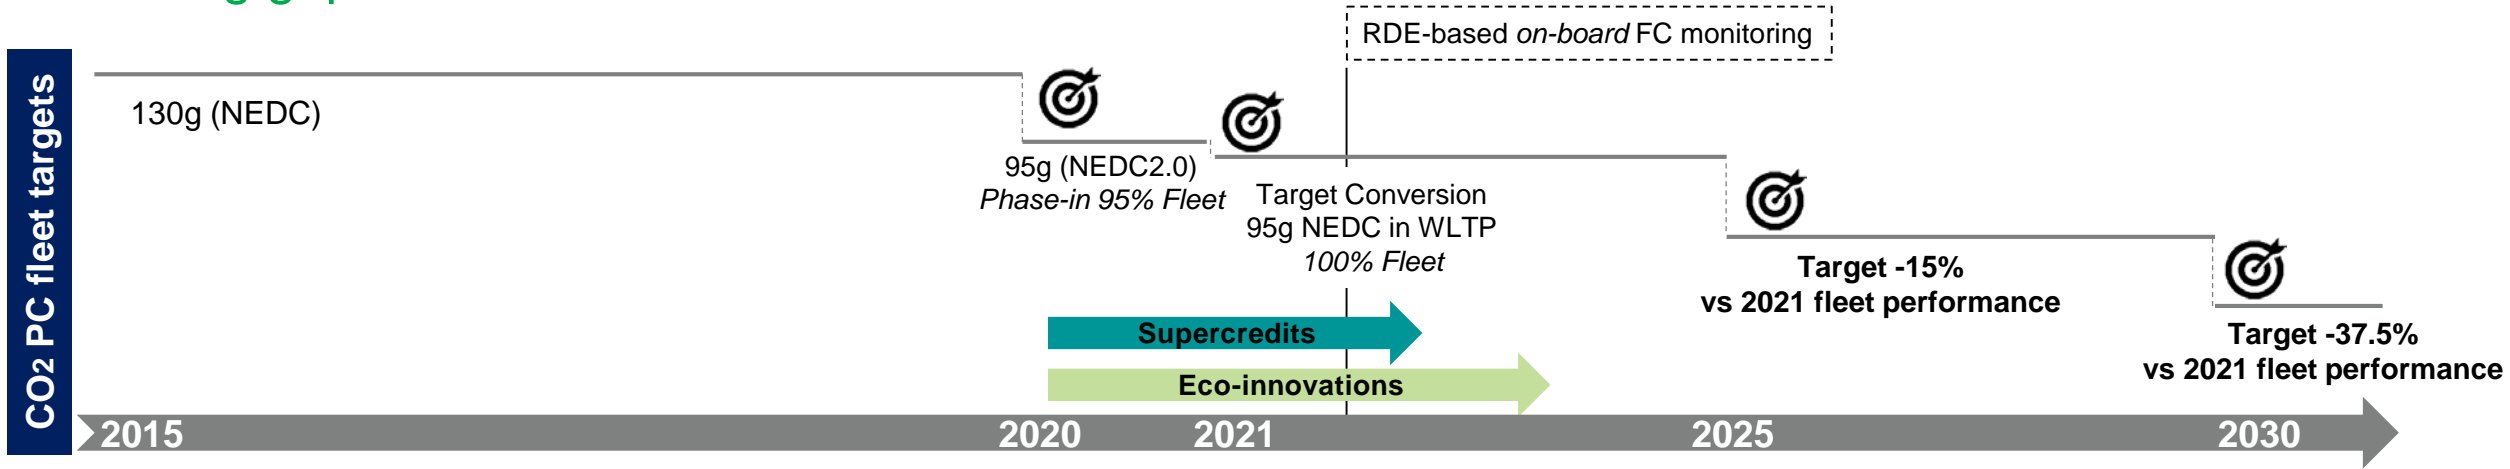 RDE-based on-board FC monitoring
CO2 PC fleet targets
130g (NEDC)
95g (NEDC2.0)
Phase-in 95% Fleet
Target Conversion
95g NEDC in WLTP
100% Fleet
Target -15%
vs 2021 fleet performance
Target -37.5%
vs 2021 fleet performance
Supercredits
Eco-innovations
2015
2020
2021
2025
2030